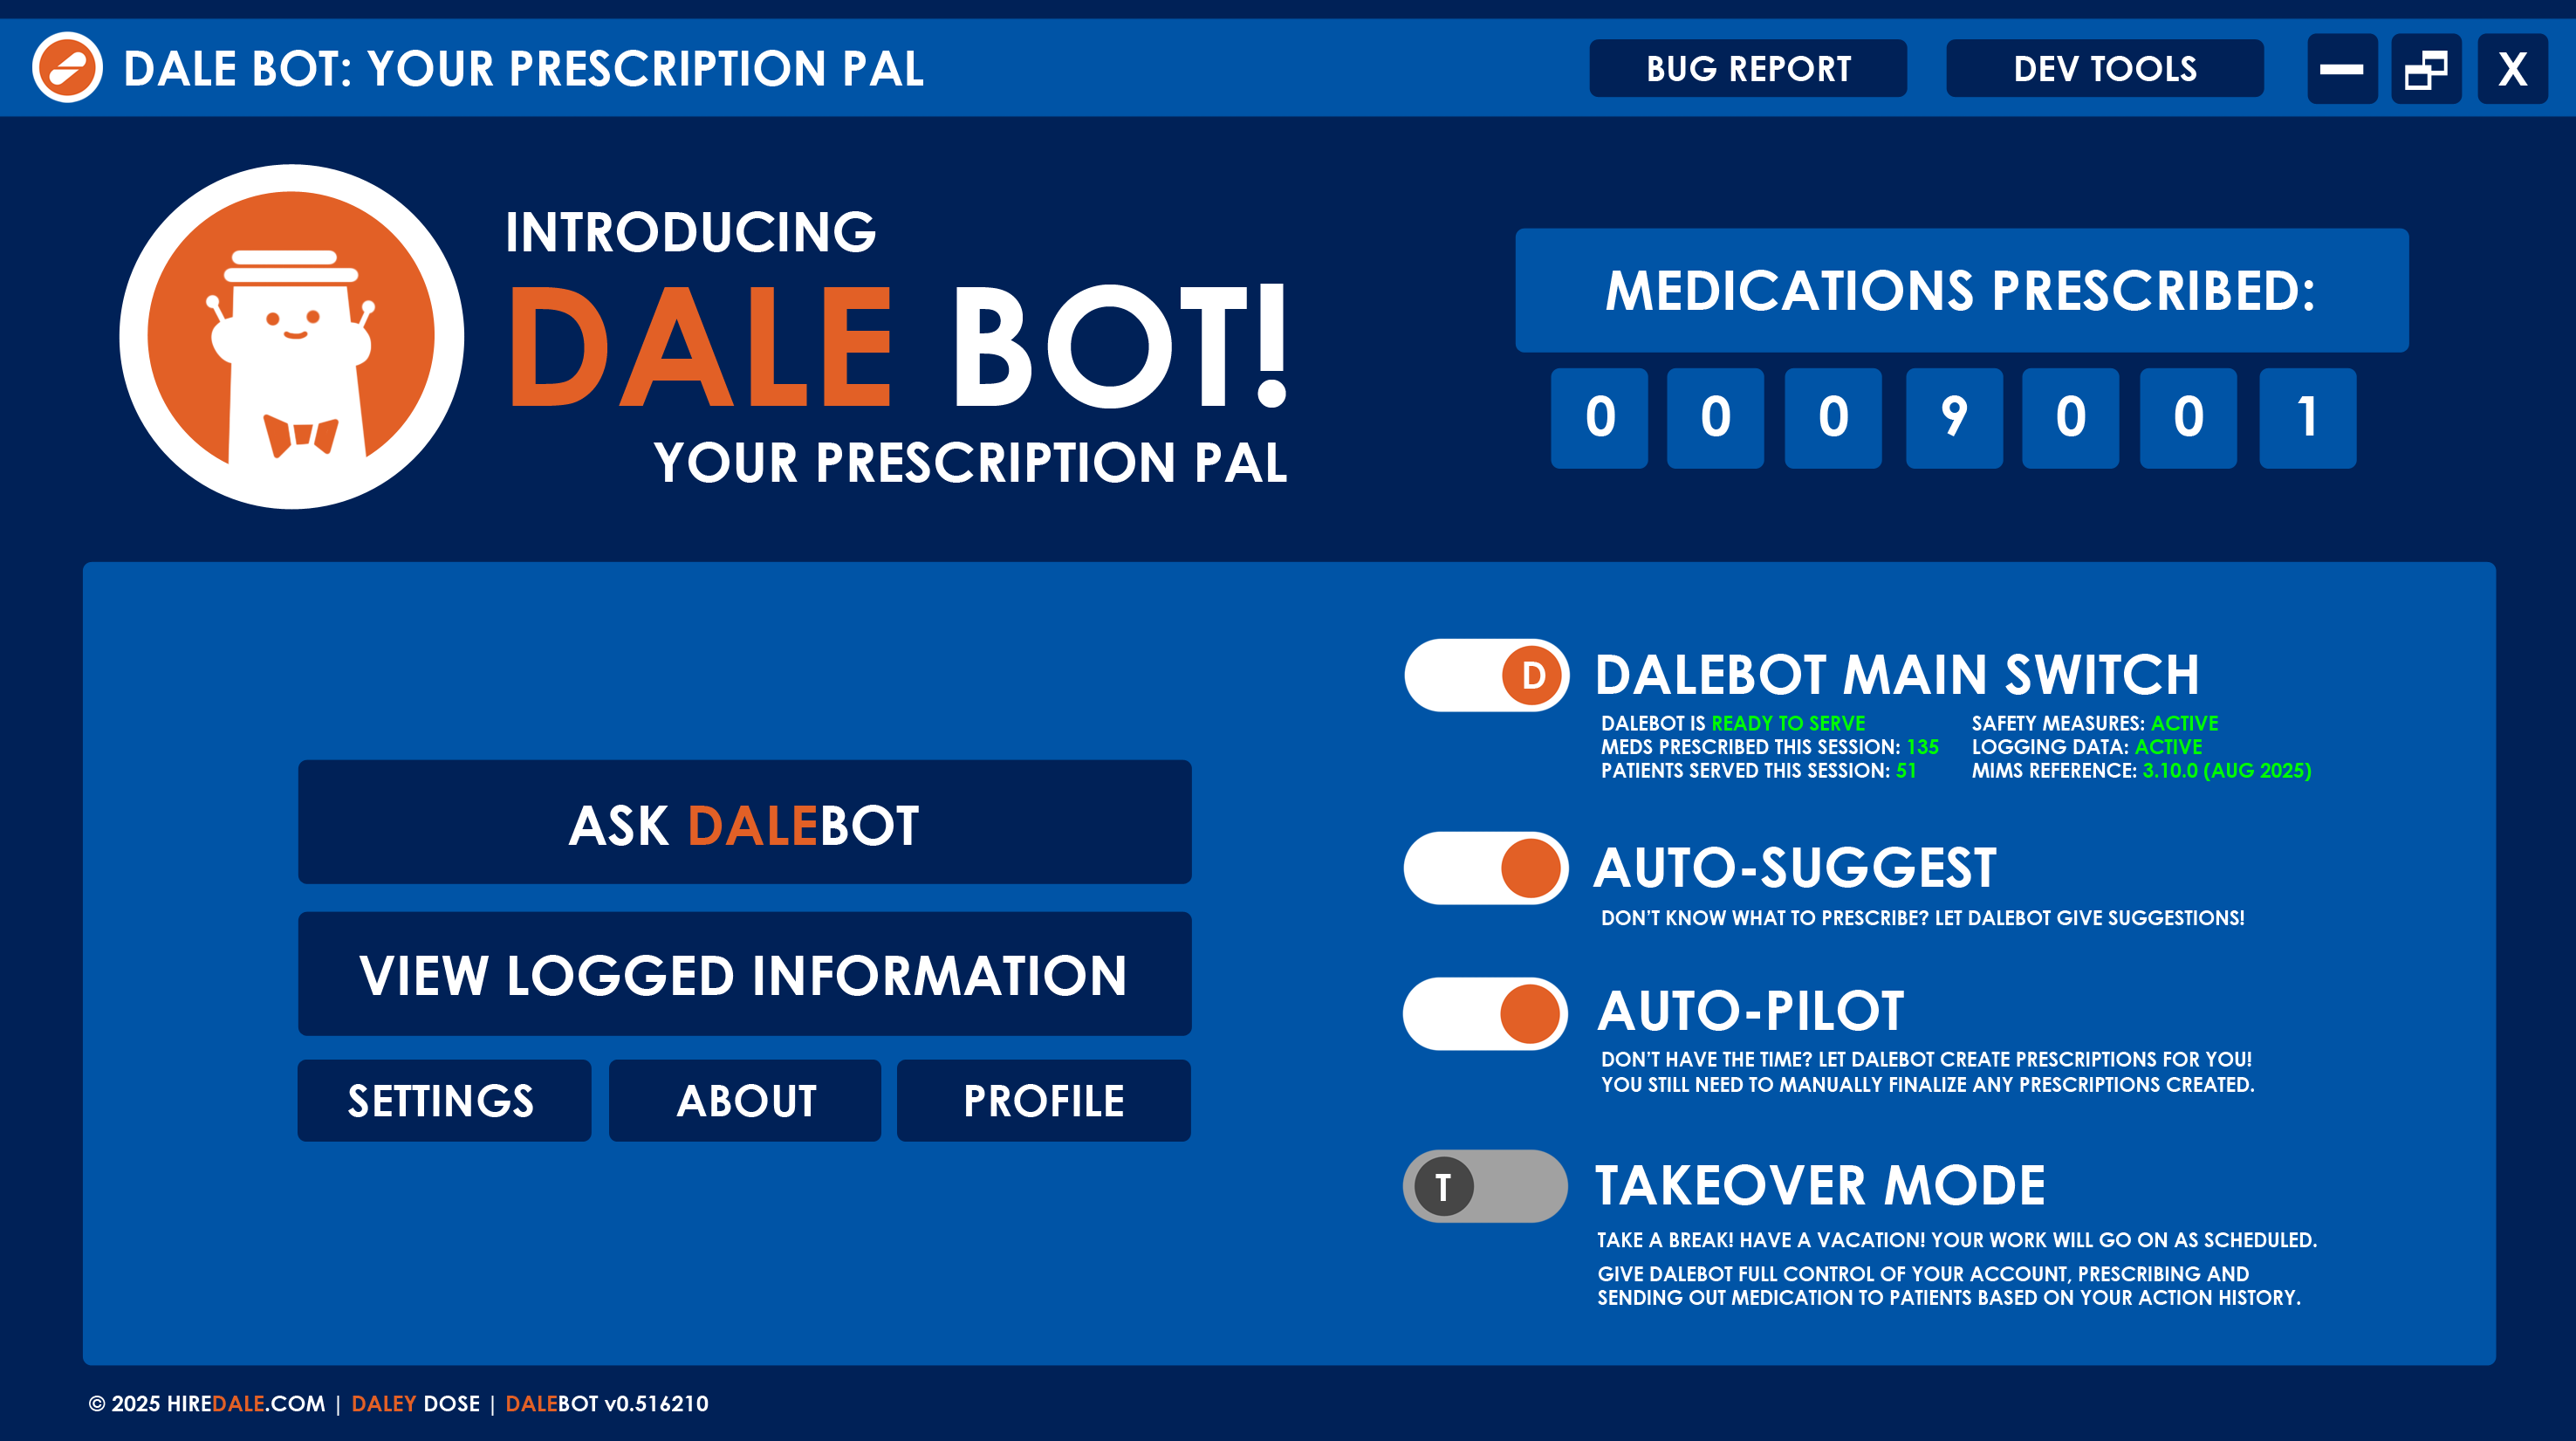 DALE BOT: YOUR PRESCRIPTION PAL
BUG REPORT
DEV TOOLS
X
INTRODUCING
DALE BOT!
YOUR PRESCRIPTION PAL
MEDICATIONS PRESCRIBED:
0 0 0 9 0 0 1
ASK DALEBOT
VIEW LOGGED INFORMATION
SETTINGS
ABOUT
PROFILE
D
DALEBOT MAIN SWITCH
DALEBOT IS READY TO SERVE
MEDS PRESCRIBED THIS SESSION: 135
PATIENTS SERVED THIS SESSION: 51
SAFETY MEASURES: ACTIVE
LOGGING DATA: ACTIVE
MIMS REFERENCE: 3.10.0 (AUG 2025)
AUTO-SUGGEST
DON'T KNOW WHAT TO PRESCRIBE? LET DALEBOT GIVE SUGGESTIONS!
AUTO-PILOT
DON'T HAVE THE TIME? LET DALEBOT CREATE PRESCRIPTIONS FOR YOU!
YOU STILL NEED TO MANUALLY FINALIZE ANY PRESCRIPTIONS CREATED.
T
TAKEOVER MODE
TAKE A BREAK! HAVE A VACATION! YOUR WORK WILL GO ON AS SCHEDULED.
GIVE DALEBOT FULL CONTROL OF YOUR ACCOUNT, PRESCRIBING AND
SENDING OUT MEDICATION TO PATIENTS BASED ON YOUR ACTION HISTORY.
© 2025 HIREDALE.COM | DALEY DOSE | DALEBOT v0.516210